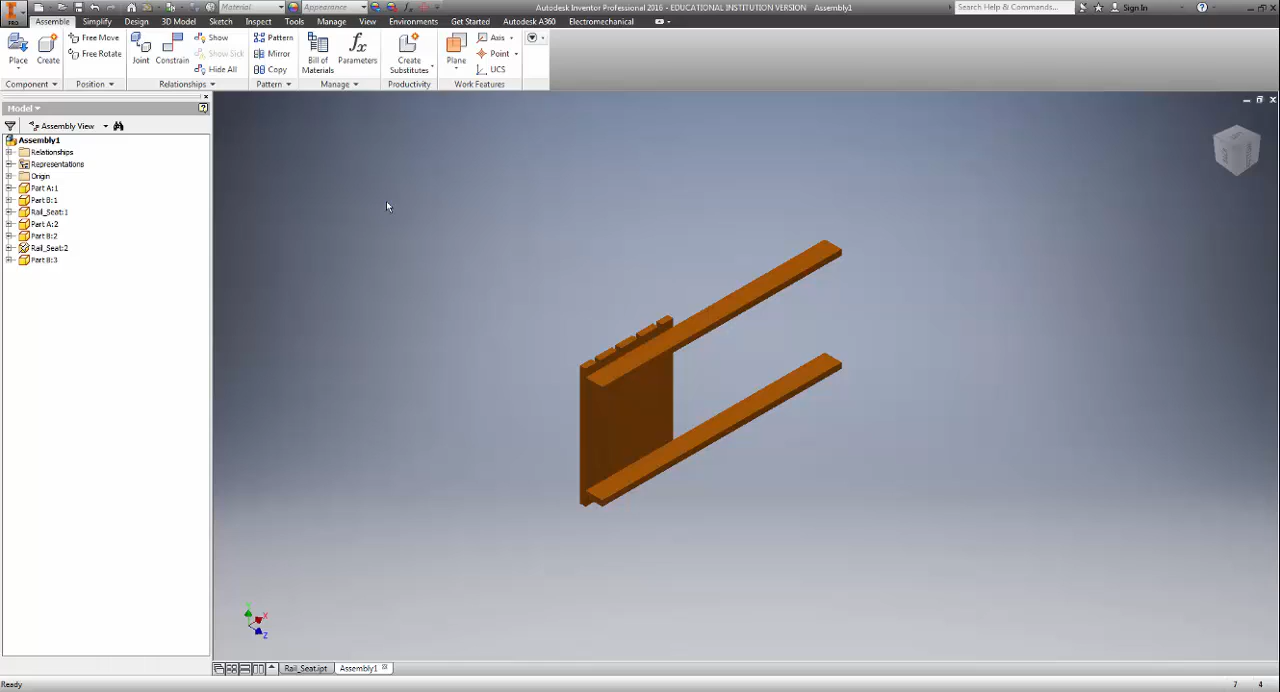 Material
Appearance
Autodesk Inventor Professional 2016 - EDUCATIONAL INSTITUTION VERSION Assembly1
Search Help & Commands...
Sign In
PRO
Assemble Simplify Design 3D Model Sketch Inspect Tools Manage View Environments Get Started Autodesk A360 Electromechanical
Place
Create
Free Move
Free Rotate
Joint
Constrain
Show
Show Sick
Hide All
Pattern
Mirror
Copy
Bill of
Materials
fx
Parameters
Create
Substitutes
Plane
Axis
Point
UCS
Component
Position
Relationships
Pattern
Manage
Productivity
Work Features
Model
Assembly View
Assembly1
Relationships
Representations
Origin
Part A:1
Part B:1
Rail_Seat:1
Part A:2
Part B:2
Rail_Seat:2
Part B:3
X
Z
Rail_Seat.ipt
Assembly1
Ready
7 4